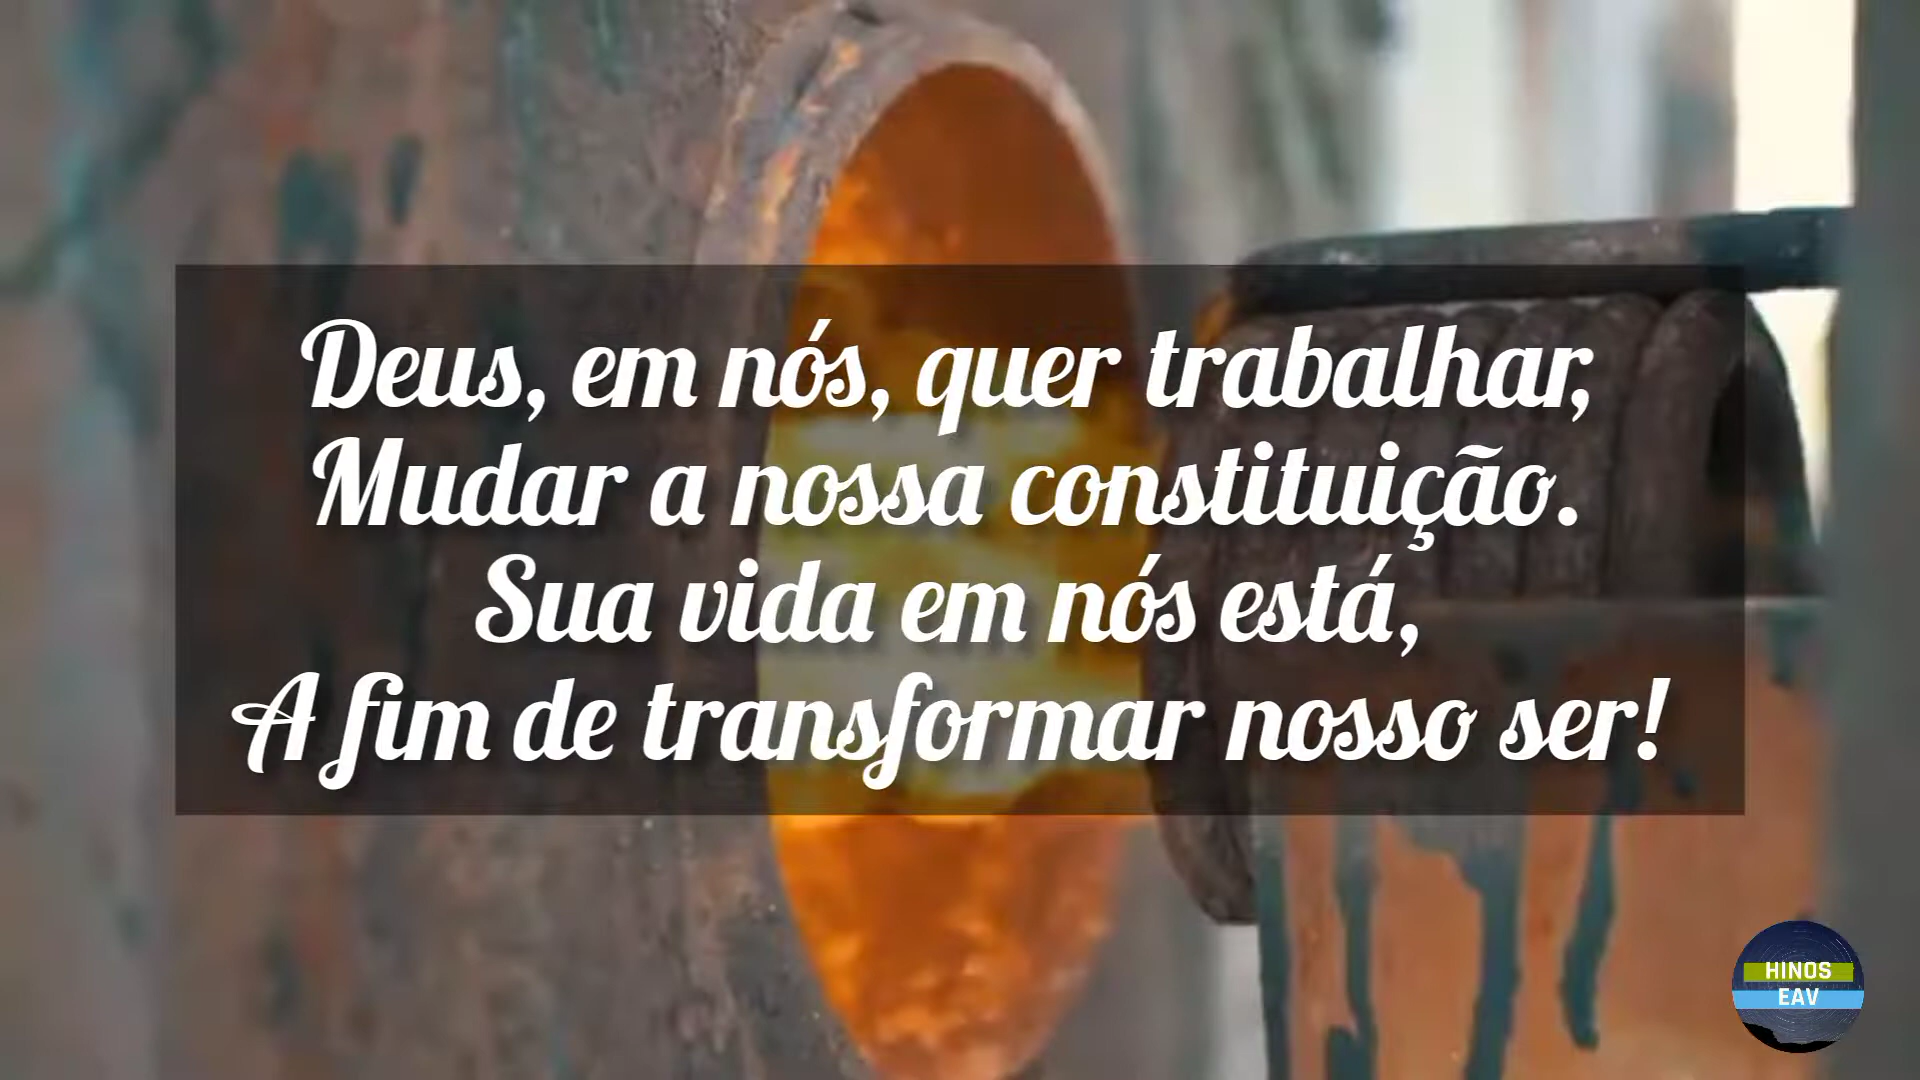 Deus, em nós, quer trabalhar,
Mudar a nossa constituição.
Sua vida em nós está,
A fim de transformar nosso ser!
HINOS
EAV